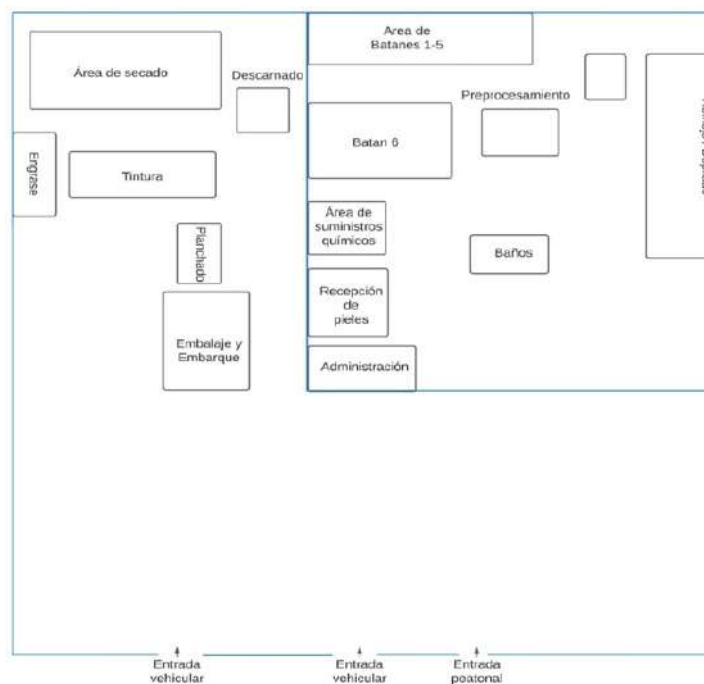 Área de
Batanes 1-5
Área de secado
Descarnado
Preprocesamiento
Batan 6
Engrase
Tintura
Área de
suministros
químicos
Planchado
Baños
Recepción
de
pieles
Embalaje y
Embarque
Administración
Entrada
vehicular
Entrada
vehicular
Entrada
peatonal